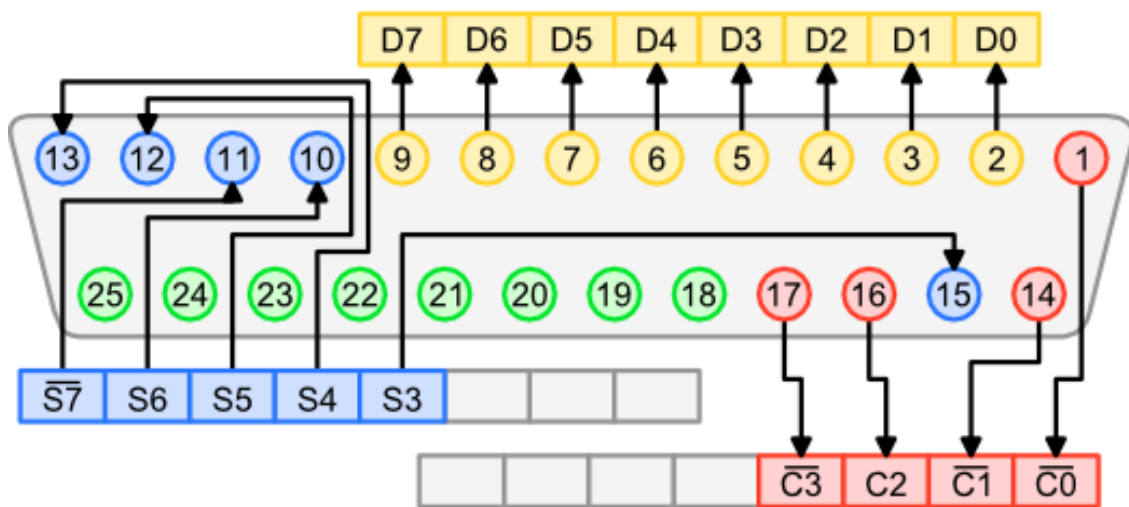 D7 D6 D5 D4 D3 D2 D1 D0
13 12 11 10 9 8 7 6 5 4 3 2 1
25 24 23 22 21 20 19 18 17 16 15 14
S̅7̅ S6 S5 S4 S3
C̅3̅ C2 C̅1̅ C̅0̅